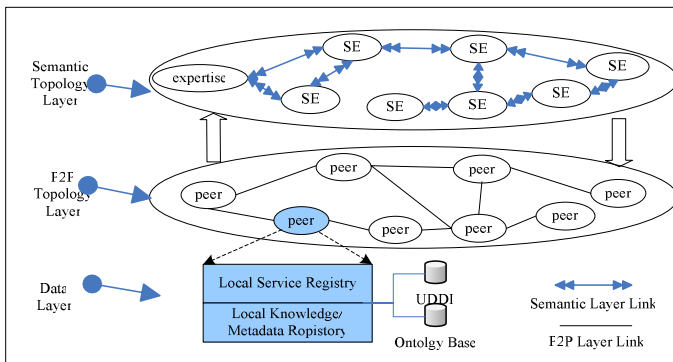 Semantic
Topology
Layer
expertise
SE
SE
SE
SE
SE
SE
SE
P2P
Topology
Layer
peer
peer
peer
peer
peer
peer
peer
peer
Data
Layer
Local Service Registry
Local Knowledge/
Metadata Ropistory
UDDI
Ontolgy Base
Semantic Layer Link
P2P Layer Link